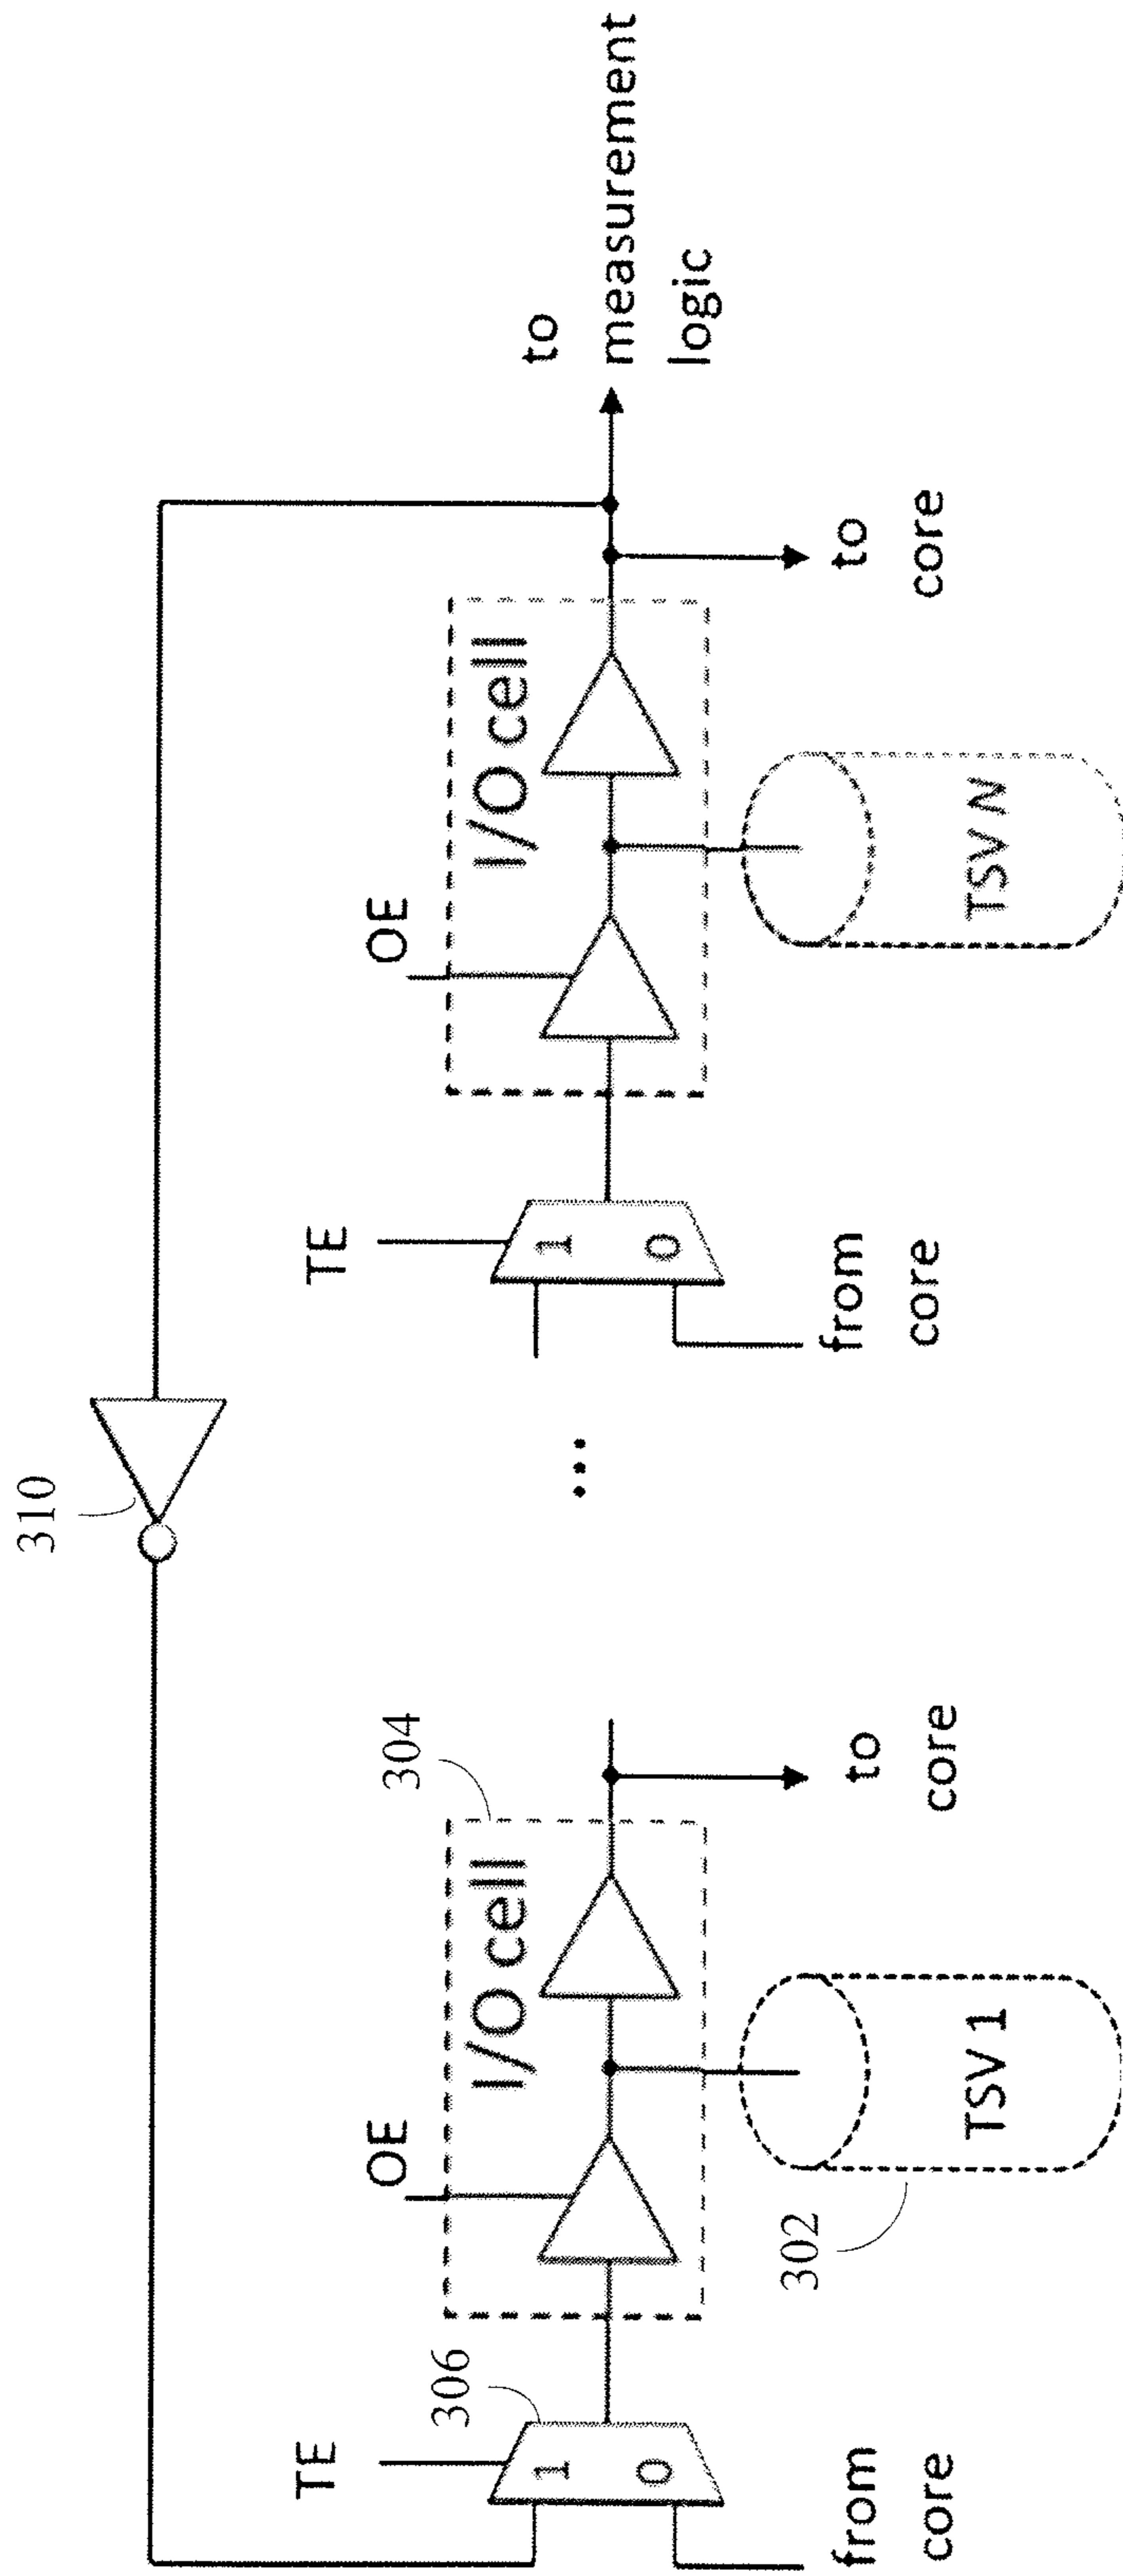 310
TE
306
1
0
from
core
OE
I/O cell
304
TSV 1
302
to
core
...
TE
1
0
from
core
OE
I/O cell
TSV N
to
core
to
measurement
logic